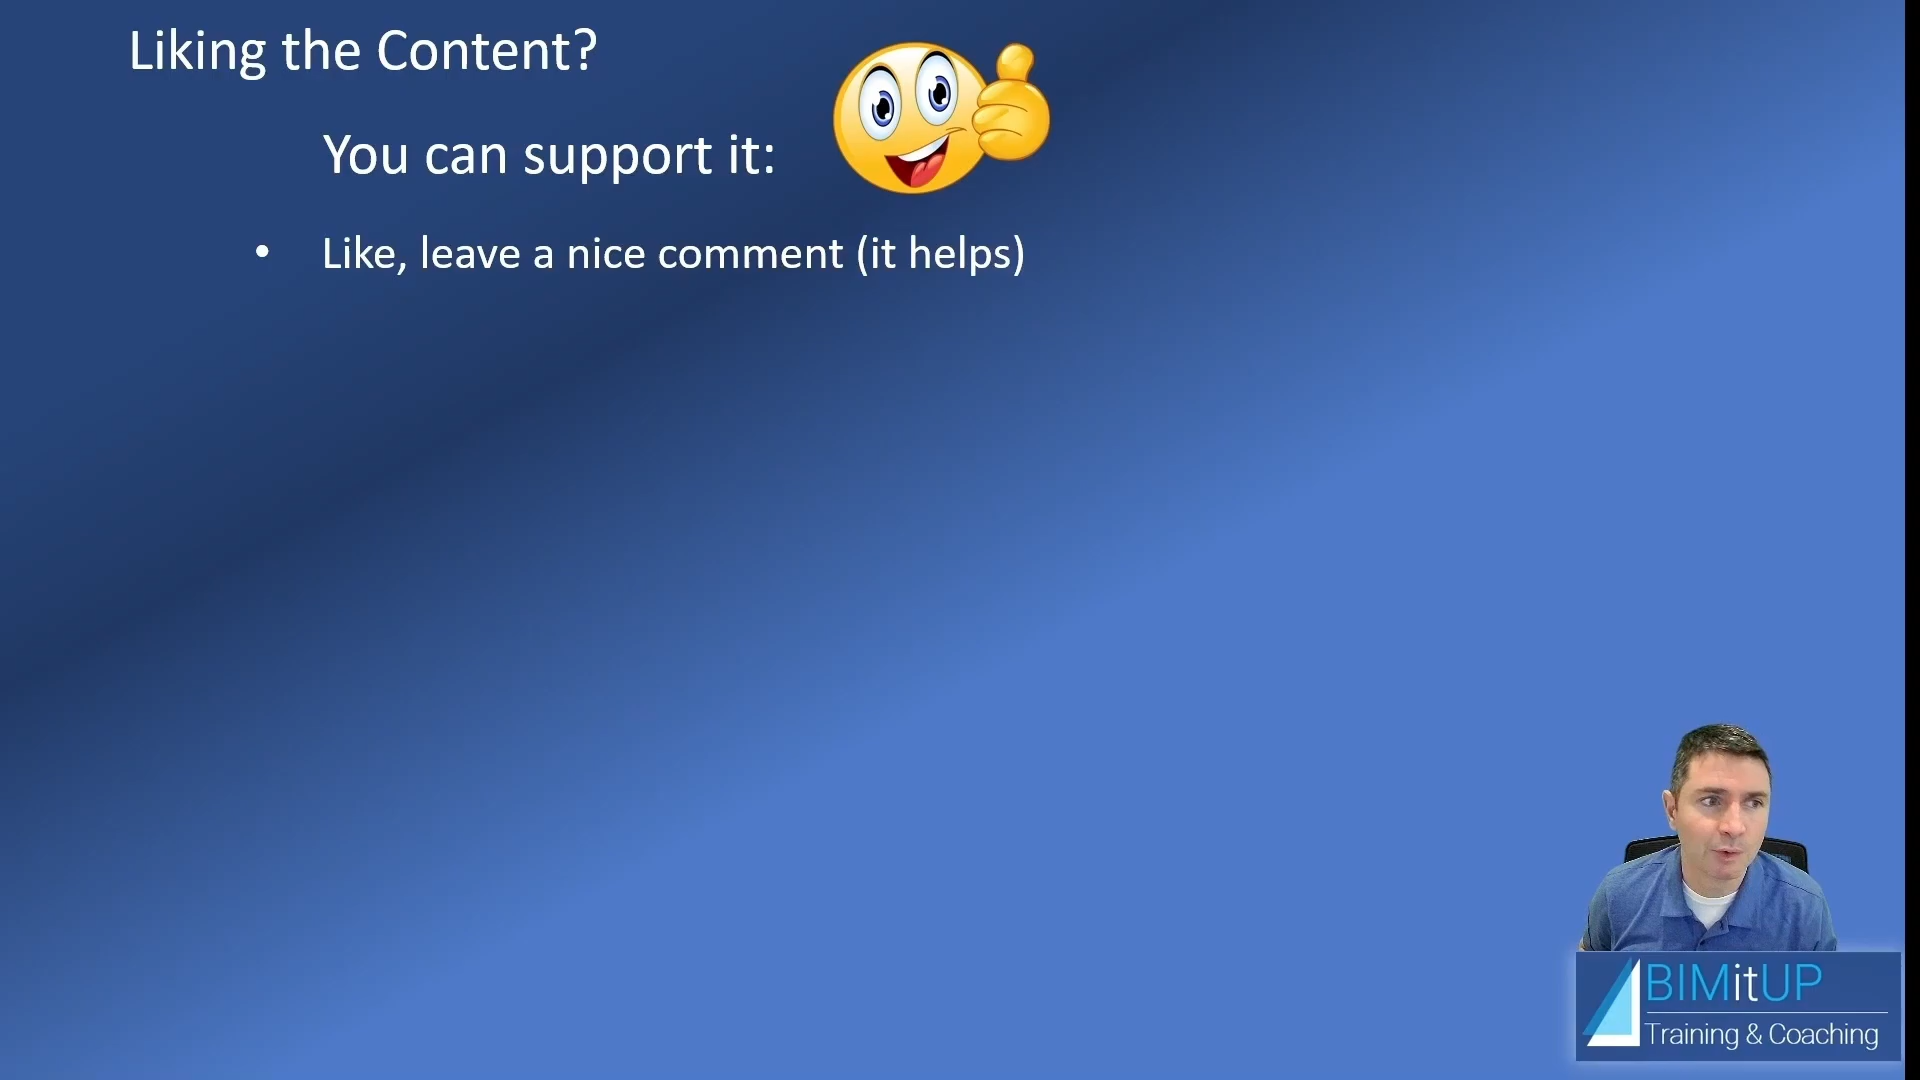 Liking the Content?
You can support it:
• Like, leave a nice comment (it helps)
BIMitUP
Training & Coaching